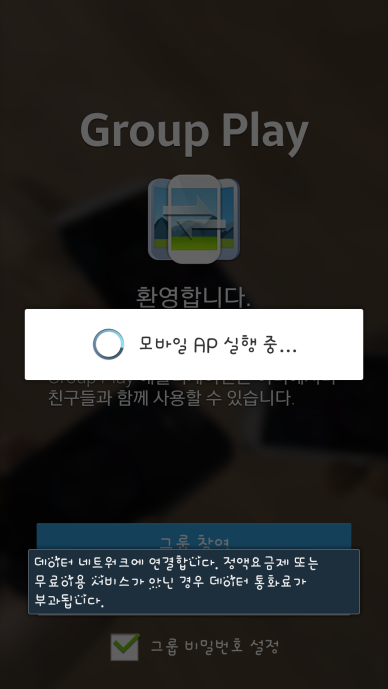 Group Play
환영합니다.
모바일 AP 실행 중...
Group Play
친구들과 함께 사용할 수 있습니다.
그룹 참여
데이터 네트워크에 연결합니다. 정액요금제 또는
무료이용 서비스가 아닌 경우 데이터 통화료가
부과됩니다.
그룹 비밀번호 설정